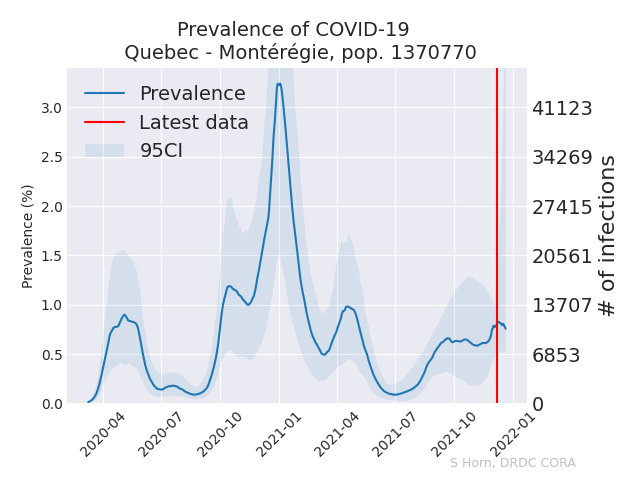 Prevalence of COVID-19
Quebec - Montérégie, pop. 1370770
Prevalence
Latest data
95CI
Prevalence (%)
3.0
2.5
2.0
1.5
1.0
0.5
0.0
41123
34269
27415
20561
13707
6853
0
# of infections
2020-04
2020-07
2020-10
2021-01
2021-04
2021-07
2021-10
2022-01
S Horn, DRDC CORA